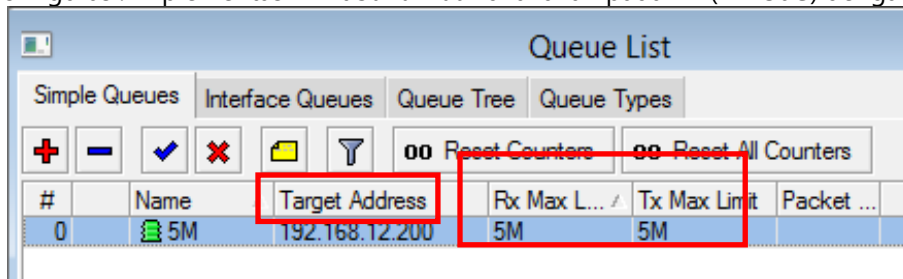 Queue List
Simple Queues Interface Queues Queue Tree Queue Types
00 Reset Counters 00 Reset All Counters
# Name Target Address Rx Max L... Tx Max Limit Packet ...
0 5M 192.168.12.200 5M 5M